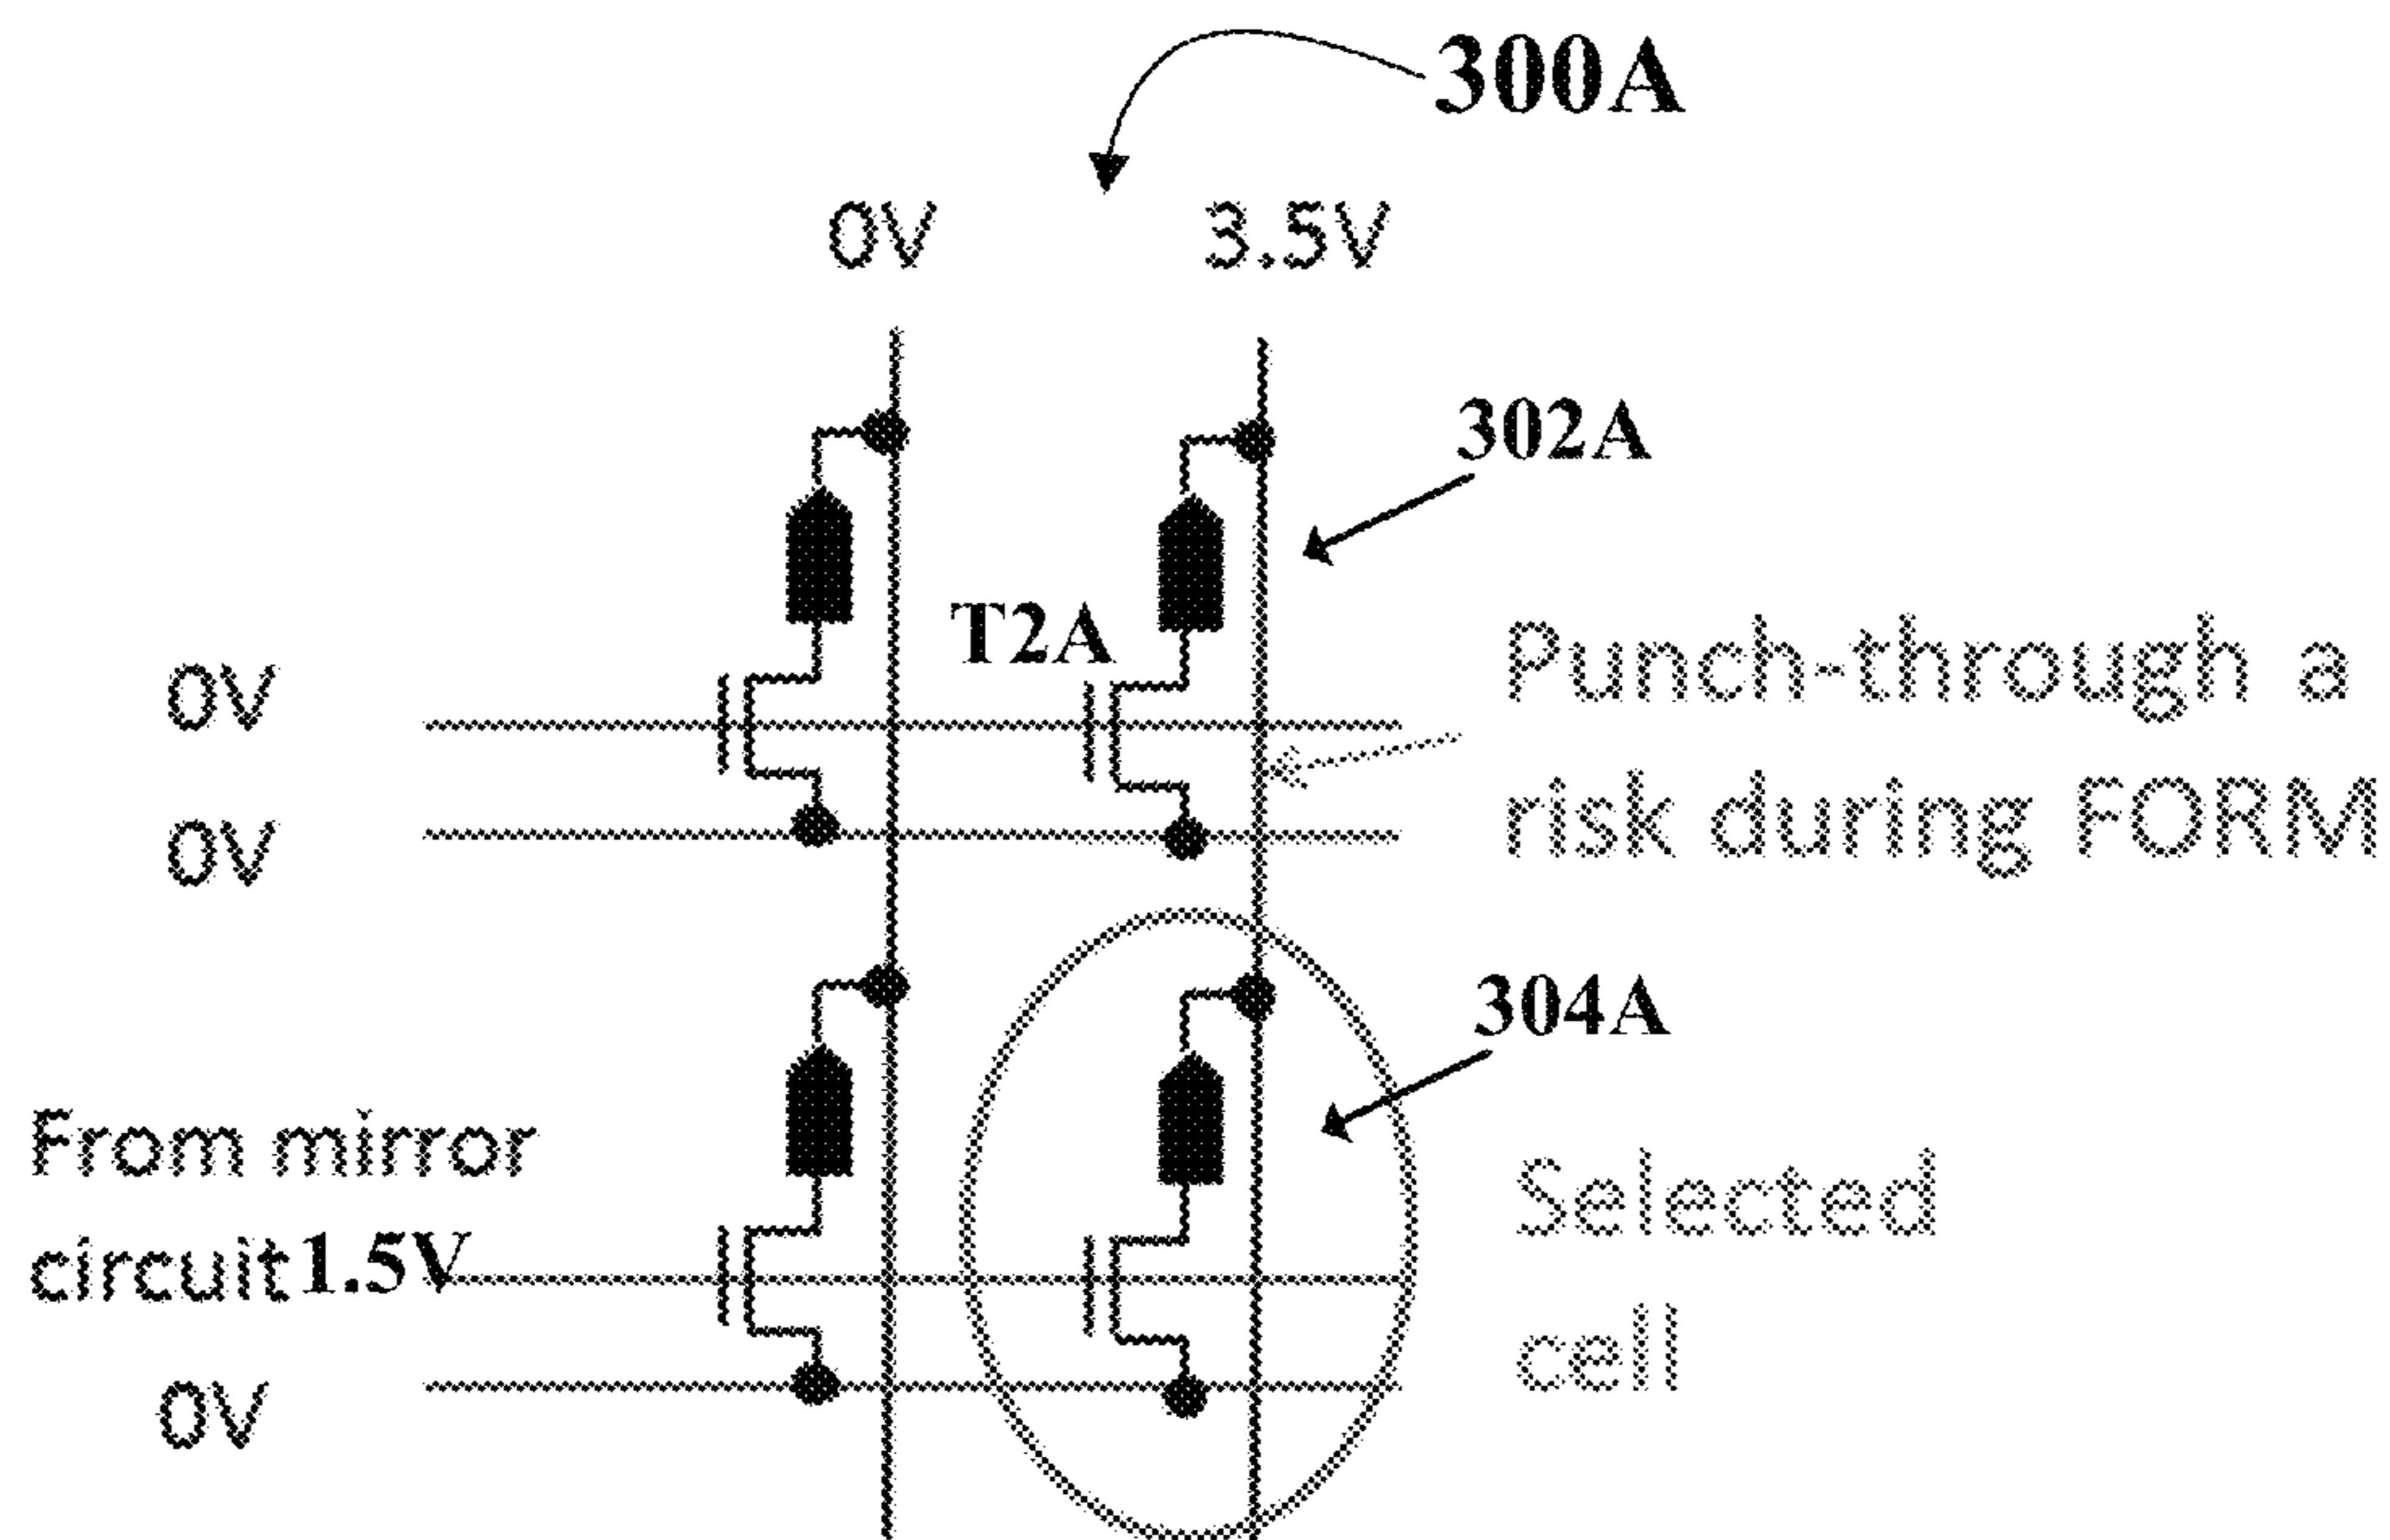 300A
0V 3.5V
302A
T2A
Punch-through a
risk during FORM
0V
0V
304A
From mirror
circuit 1.5V
Selected
cell
0V